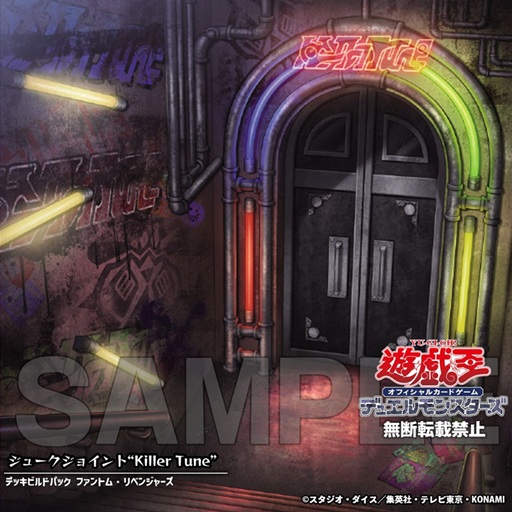 Killer Tune
SAMPLE
YU-GI-OH!
遊戯王
オフィシャルカードゲーム
デュエルモンスターズ
無断転載禁止
ジュークジョイント“Killer Tune”
デッキビルドパック ファントム・リベンジャーズ
©スタジオ・ダイス／集英社・テレビ東京・KONAMI